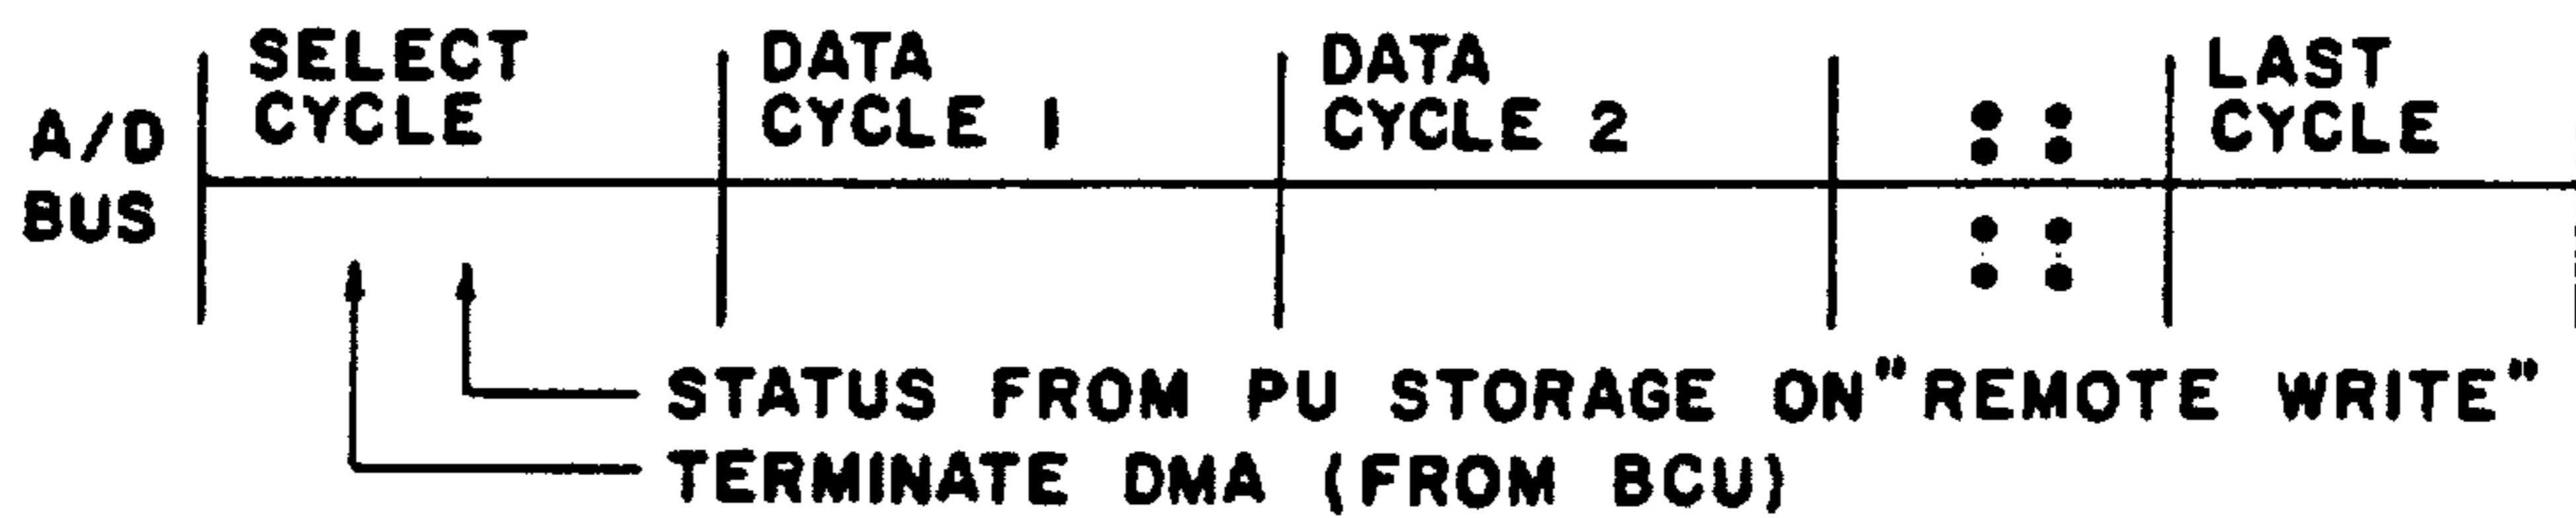 A/D
BUS
SELECT
CYCLE
DATA
CYCLE 1
DATA
CYCLE 2
LAST
CYCLE
STATUS FROM PU STORAGE ON "REMOTE WRITE"
TERMINATE DMA (FROM BCU)